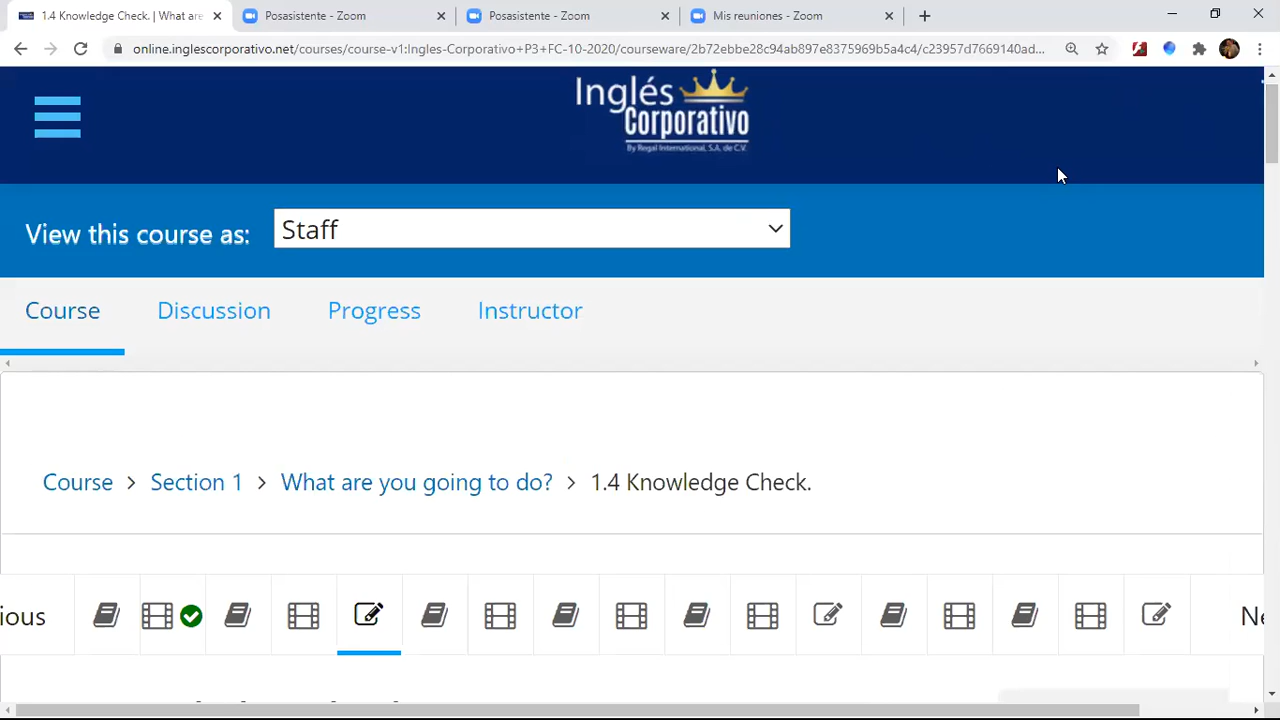 1.4 Knowledge Check. | What are
Posasistente - Zoom
Posasistente - Zoom
Mis reuniones - Zoom
online.inglescorporativo.net/courses/course-v1:Ingles-Corporativo+P3+FC-10-2020/courseware/2b72ebbe28c94ab897e8375969b5a4c4/c23957d7669140ad...
Inglés
Corporativo
By Regal International, S.A. de C.V.
View this course as:
Staff
Course
Discussion
Progress
Instructor
Course > Section 1 > What are you going to do? > 1.4 Knowledge Check.
ious
Ne